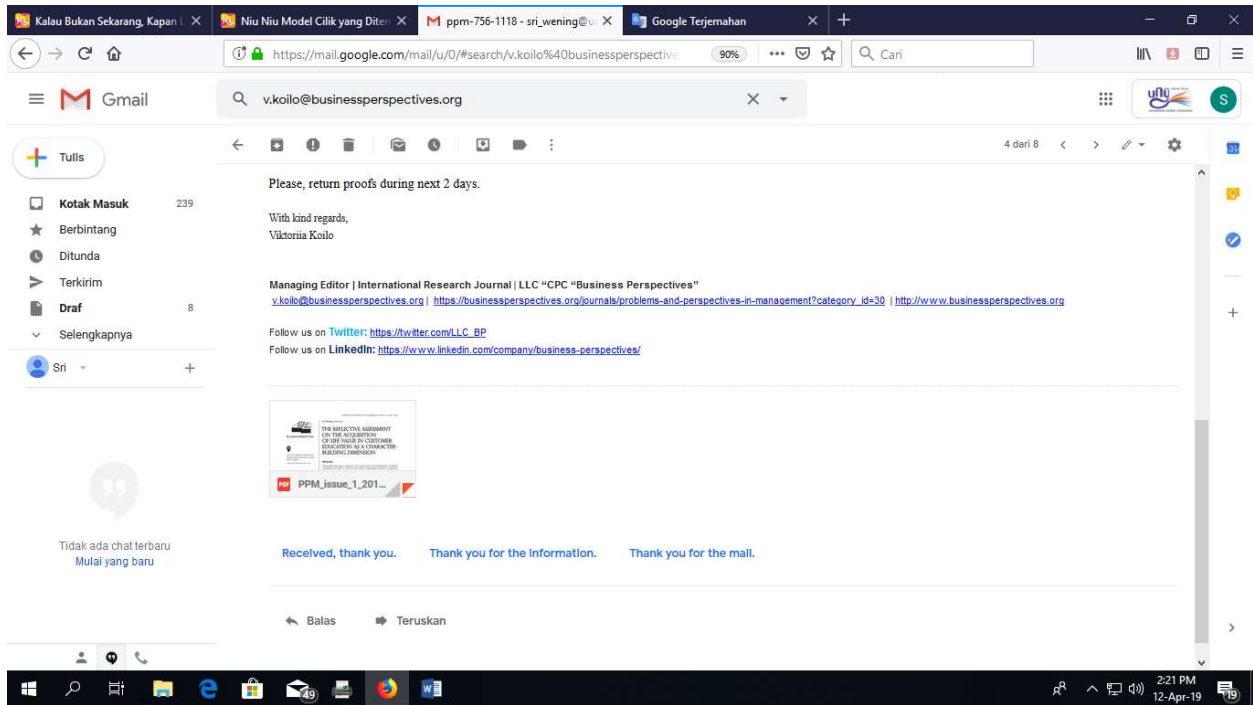 Kalau Bukan Sekarang, Kapan L
Niu Niu Model Cilik yang Diten
ppm-756-1118 - sri_wening@u
Google Terjemahan
https://mail.google.com/mail/u/0/#search/v.koilo%40businessperspective
90%
Cari
Gmail
v.koilo@businessperspectives.org
S
Tulis
4 dari 8
Kotak Masuk 239
Berbintang
Ditunda
Terkirim
Draf 8
Selengkapnya
Sri
Please, return proofs during next 2 days.
With kind regards,
Viktoriia Koilo
Managing Editor | International Research Journal | LLC “CPC “Business Perspectives”
v.koilo@businessperspectives.org | https://businessperspectives.org/journals/problems-and-perspectives-in-management?category_id=30 | http://www.businessperspectives.org
Follow us on Twitter: https://twitter.com/LLC_BP
Follow us on LinkedIn: https://www.linkedin.com/company/business-perspectives/
THE REFLECTIVE ASSESSMENT
ON THE ACQUISITION
OF LIFE VALUE IN CUSTOMER
EDUCATION AS A CHARACTER-
BUILDING DIMENSION
PDF PPM_issue_1_201...
Tidak ada chat terbaru
Mulai yang baru
Received, thank you.
Thank you for the information.
Thank you for the mail.
Balas
Teruskan
49
2:21 PM
12-Apr-19
19